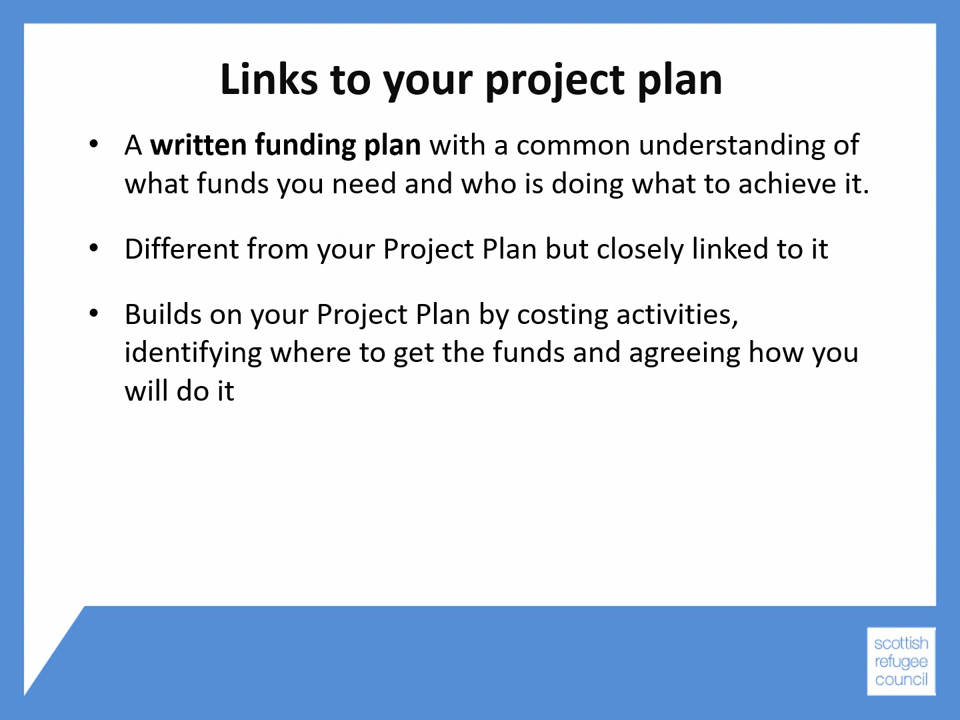 Links to your project plan
• A written funding plan with a common understanding of
what funds you need and who is doing what to achieve it.
• Different from your Project Plan but closely linked to it
• Builds on your Project Plan by costing activities,
identifying where to get the funds and agreeing how you
will do it
scottish
refugee
council